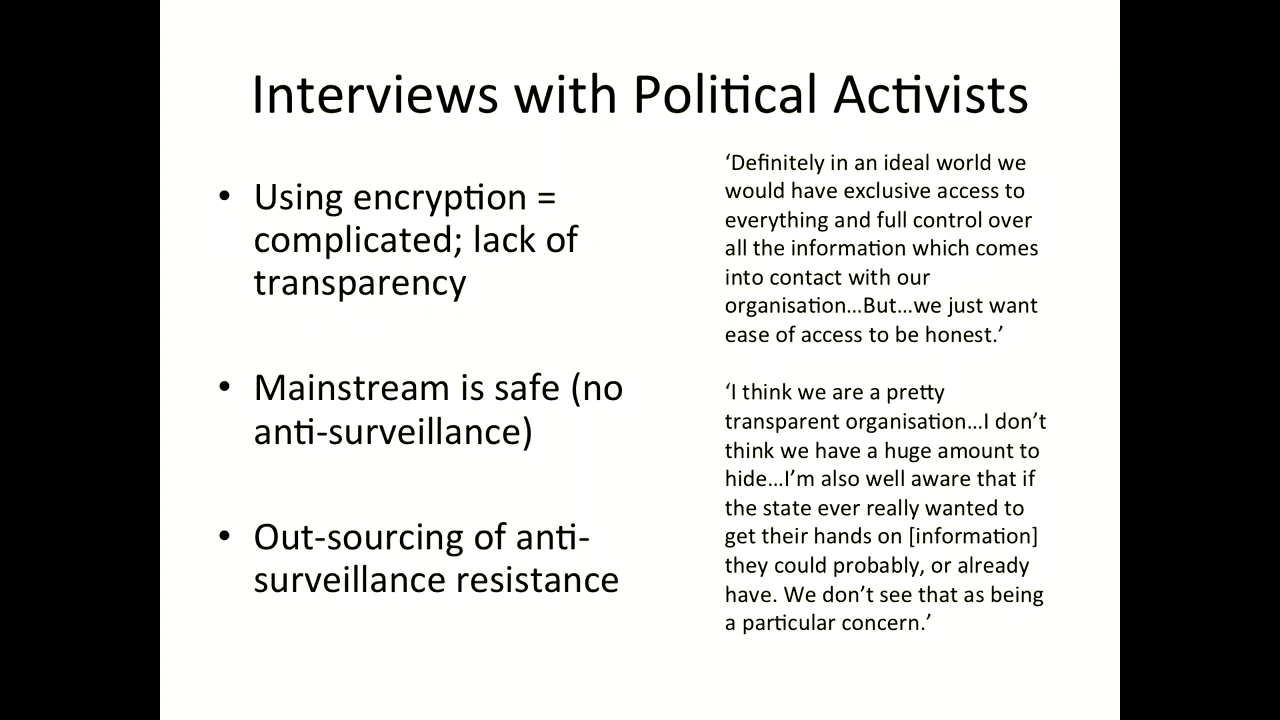 Interviews with Political Activists
• Using encryption =
complicated; lack of
transparency
• Mainstream is safe (no
anti-surveillance)
• Out-sourcing of anti-
surveillance resistance
‘Definitely in an ideal world we
would have exclusive access to
everything and full control over
all the information which comes
into contact with our
organisation…But…we just want
ease of access to be honest.’
‘I think we are a pretty
transparent organisation…I don’t
think we have a huge amount to
hide…I’m also well aware that if
the state ever really wanted to
get their hands on [information]
they could probably, or already
have. We don’t see that as being
a particular concern.’